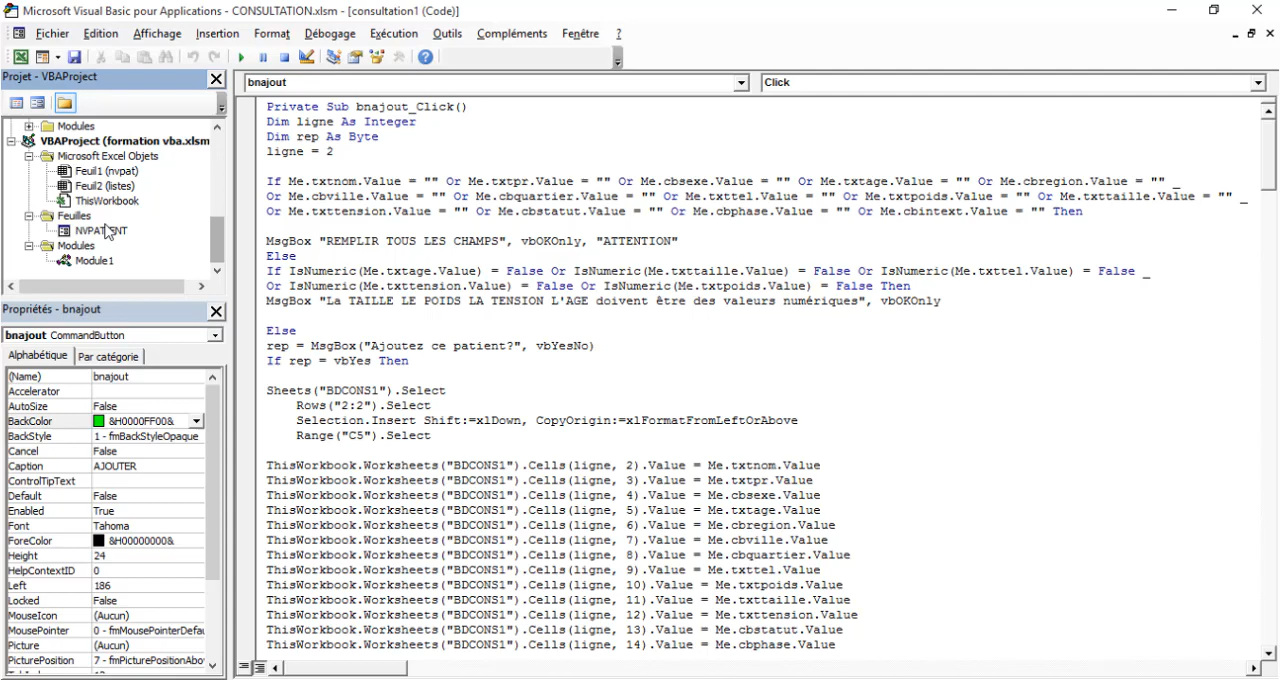 Microsoft Visual Basic pour Applications - CONSULTATION.xlsm - [consultation1 (Code)]
Fichier Edition Affichage Insertion Format Débogage Exécution Outils Compléments Fenêtre ?
Projet - VBAProject
Modules
VBAProject (formation vba.xlsm
Microsoft Excel Objets
Feuil1 (nvpat)
Feuil2 (listes)
ThisWorkbook
Feuilles
Modules
Module1
Propriétés - bnajout
bnajout CommandButton
Alphabétique Par catégorie
(Name) bnajout
Accelerator
AutoSize False
BackColor &H0000FF00&
BackStyle 1 - fmBackStyleOpaque
Cancel False
Caption AJOUTER
ControlTipText
Default False
Enabled True
Font Tahoma
ForeColor &H00000000&
Height 24
HelpContextID 0
Left 186
Locked False
MouseIcon (Aucun)
MousePointer 0 - fmMousePointerDefau
Picture (Aucun)
PicturePosition 7 - fmPicturePositionAbov
bnajout Click
Private Sub bnajout_Click()
Dim ligne As Integer
Dim rep As Byte
ligne = 2
If Me.txtnom.Value = "" Or Me.txtpr.Value = "" Or Me.cbsexe.Value = "" Or Me.txtage.Value = "" Or Me.cbregion.Value = "" _
Or Me.cbville.Value = "" Or Me.cbquartier.Value = "" Or Me.txttel.Value = "" Or Me.txtpoids.Value = "" Or Me.txttaille.Value = "" _
Or Me.txttension.Value = "" Or Me.cbstatut.Value = "" Or Me.cbphase.Value = "" Or Me.cbintext.Value = "" Then
MsgBox "REMPLIR TOUS LES CHAMPS", vbOKOnly, "ATTENTION"
Else
If IsNumeric(Me.txtage.Value) = False Or IsNumeric(Me.txttaille.Value) = False Or IsNumeric(Me.txttel.Value) = False _
Or IsNumeric(Me.txttension.Value) = False Or IsNumeric(Me.txtpoids.Value) = False Then
MsgBox "La TAILLE LE POIDS LA TENSION L'AGE doivent être des valeurs numériques", vbOKOnly
Else
rep = MsgBox("Ajoutez ce patient?", vbYesNo)
If rep = vbYes Then
Sheets("BDCONS1").Select
Rows("2:2").Select
Selection.Insert Shift:=xlDown, CopyOrigin:=xlFormatFromLeftOrAbove
Range("C5").Select
ThisWorkbook.Worksheets("BDCONS1").Cells(ligne, 2).Value = Me.txtnom.Value
ThisWorkbook.Worksheets("BDCONS1").Cells(ligne, 3).Value = Me.txtpr.Value
ThisWorkbook.Worksheets("BDCONS1").Cells(ligne, 4).Value = Me.cbsexe.Value
ThisWorkbook.Worksheets("BDCONS1").Cells(ligne, 5).Value = Me.txtage.Value
ThisWorkbook.Worksheets("BDCONS1").Cells(ligne, 6).Value = Me.cbregion.Value
ThisWorkbook.Worksheets("BDCONS1").Cells(ligne, 7).Value = Me.cbville.Value
ThisWorkbook.Worksheets("BDCONS1").Cells(ligne, 8).Value = Me.cbquartier.Value
ThisWorkbook.Worksheets("BDCONS1").Cells(ligne, 9).Value = Me.txttel.Value
ThisWorkbook.Worksheets("BDCONS1").Cells(ligne, 10).Value = Me.txtpoids.Value
ThisWorkbook.Worksheets("BDCONS1").Cells(ligne, 11).Value = Me.txttaille.Value
ThisWorkbook.Worksheets("BDCONS1").Cells(ligne, 12).Value = Me.txttension.Value
ThisWorkbook.Worksheets("BDCONS1").Cells(ligne, 13).Value = Me.cbstatut.Value
ThisWorkbook.Worksheets("BDCONS1").Cells(ligne, 14).Value = Me.cbphase.Value